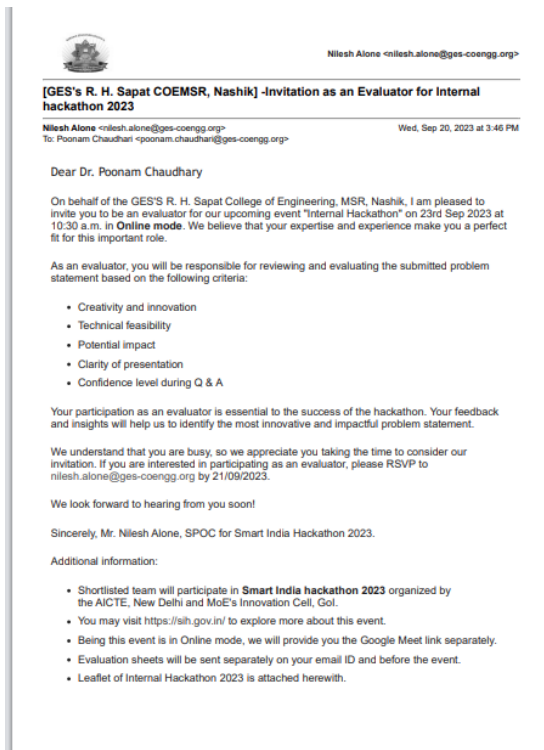 Nilesh Alone <nilesh.alone@ges-coengg.org>
[GES's R. H. Sapat COEMSR, Nashik] -Invitation as an Evaluator for Internal
hackathon 2023
Nilesh Alone <nilesh.alone@ges-coengg.org> Wed, Sep 20, 2023 at 3:46 PM
To: Poonam Chaudhari <poonam.chaudhari@ges-coengg.org>
Dear Dr. Poonam Chaudhary
On behalf of the GES'S R. H. Sapat College of Engineering, MSR, Nashik, I am pleased to
invite you to be an evaluator for our upcoming event "Internal Hackathon" on 23rd Sep 2023 at
10:30 a.m. in Online mode. We believe that your expertise and experience make you a perfect
fit for this important role.
As an evaluator, you will be responsible for reviewing and evaluating the submitted problem
statement based on the following criteria:
• Creativity and innovation
• Technical feasibility
• Potential impact
• Clarity of presentation
• Confidence level during Q & A
Your participation as an evaluator is essential to the success of the hackathon. Your feedback
and insights will help us to identify the most innovative and impactful problem statement.
We understand that you are busy, so we appreciate you taking the time to consider our
invitation. If you are interested in participating as an evaluator, please RSVP to
nilesh.alone@ges-coengg.org by 21/09/2023.
We look forward to hearing from you soon!
Sincerely, Mr. Nilesh Alone, SPOC for Smart India Hackathon 2023.
Additional information:
• Shortlisted team will participate in Smart India hackathon 2023 organized by
the AICTE, New Delhi and MoE's Innovation Cell, GoI.
• You may visit https://sih.gov.in/ to explore more about this event.
• Being this event is in Online mode, we will provide you the Google Meet link separately.
• Evaluation sheets will be sent separately on your email ID and before the event.
• Leaflet of Internal Hackathon 2023 is attached herewith.